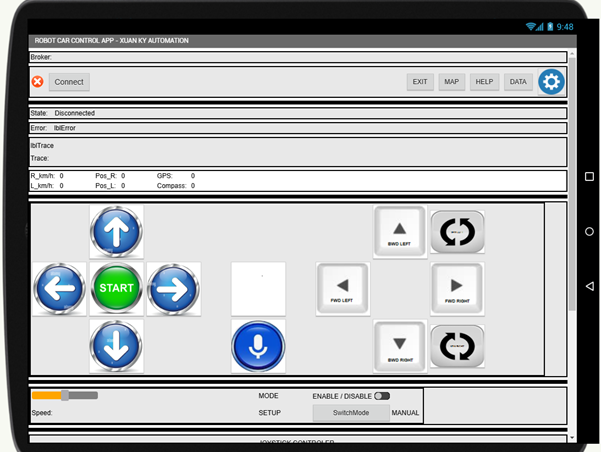 9:48
ROBOT CAR CONTROL APP - XUAN KY AUTOMATION
Broker:
Connect
EXIT
MAP
HELP
DATA
State: Disconnected
Error: lblError
lblTrace
Trace:
R_km/h: 0 Pos_R: 0 GPS: 0
L_km/h: 0 Pos_L: 0 Compass: 0
BWD LEFT
START
FWD LEFT
FWD RIGHT
BWD RIGHT
MODE ENABLE / DISABLE
Speed: SETUP SwitchMode MANUAL
JOYSTICK CONTROLER